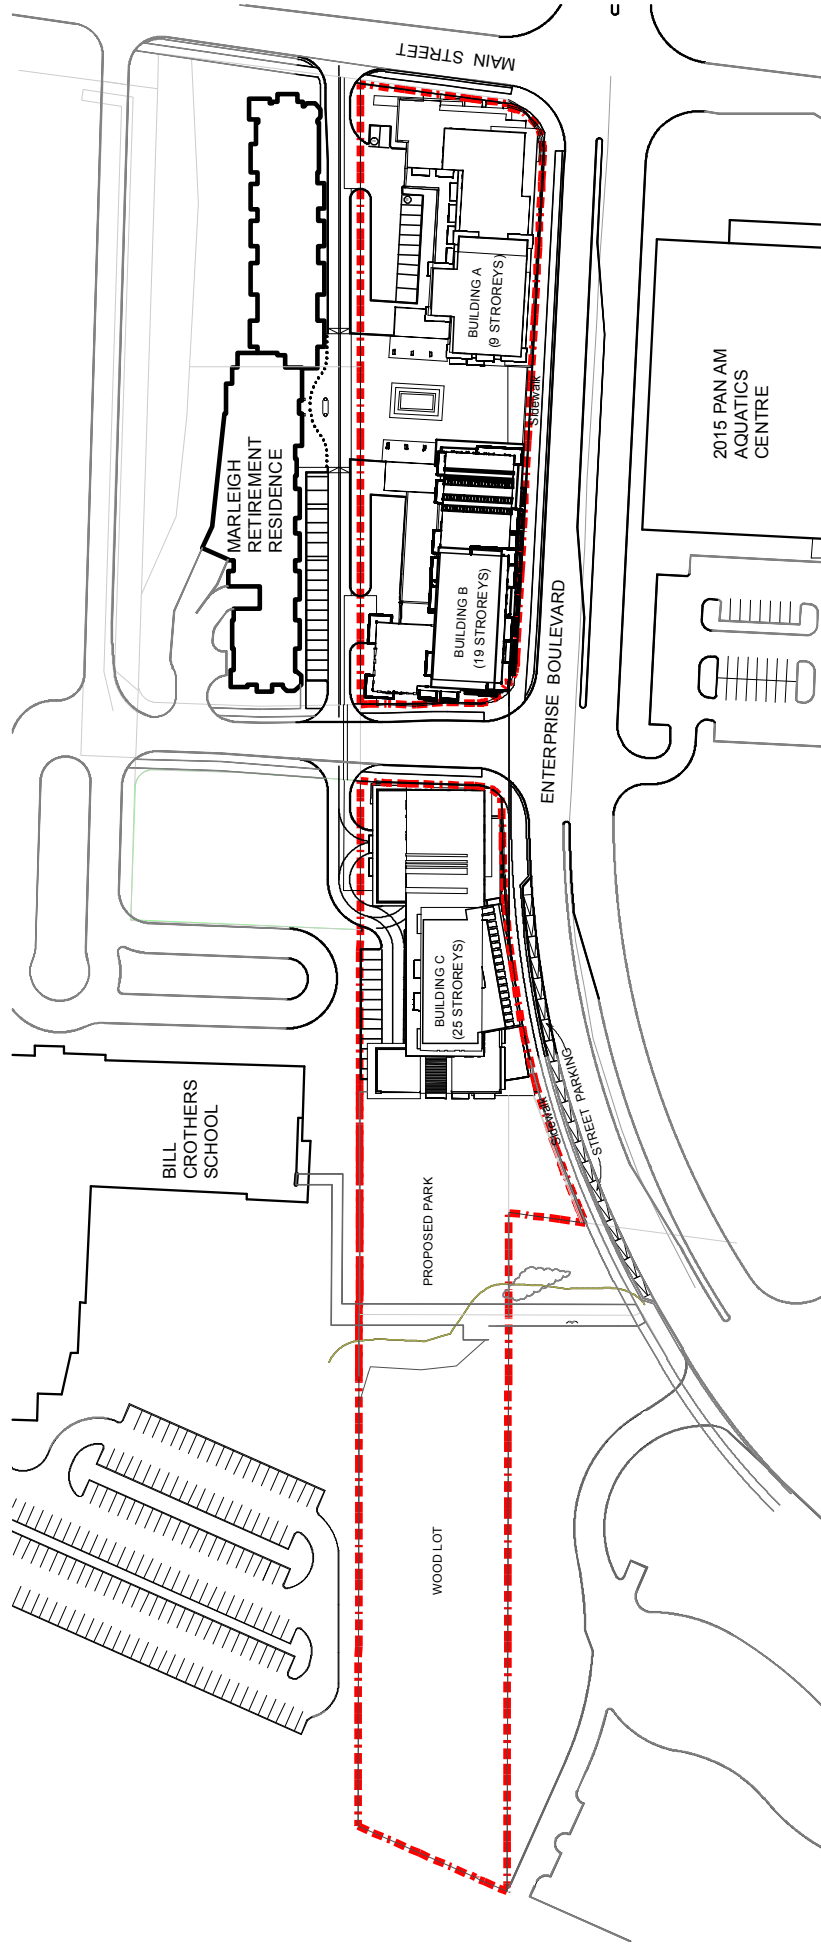 MAIN STREET
BUILDING A
(9 STROREYS)
2015 PAN AM
AQUATICS
CENTRE
Sidewalk
MARLEIGH
RETIREMENT
RESIDENCE
BUILDING B
(19 STROREYS)
ENTERPRISE BOULEVARD
BUILDING C
(25 STROREYS)
BILL
CROTHERS
SCHOOL
Sidewalk
STREET PARKING
PROPOSED PARK
WOOD LOT